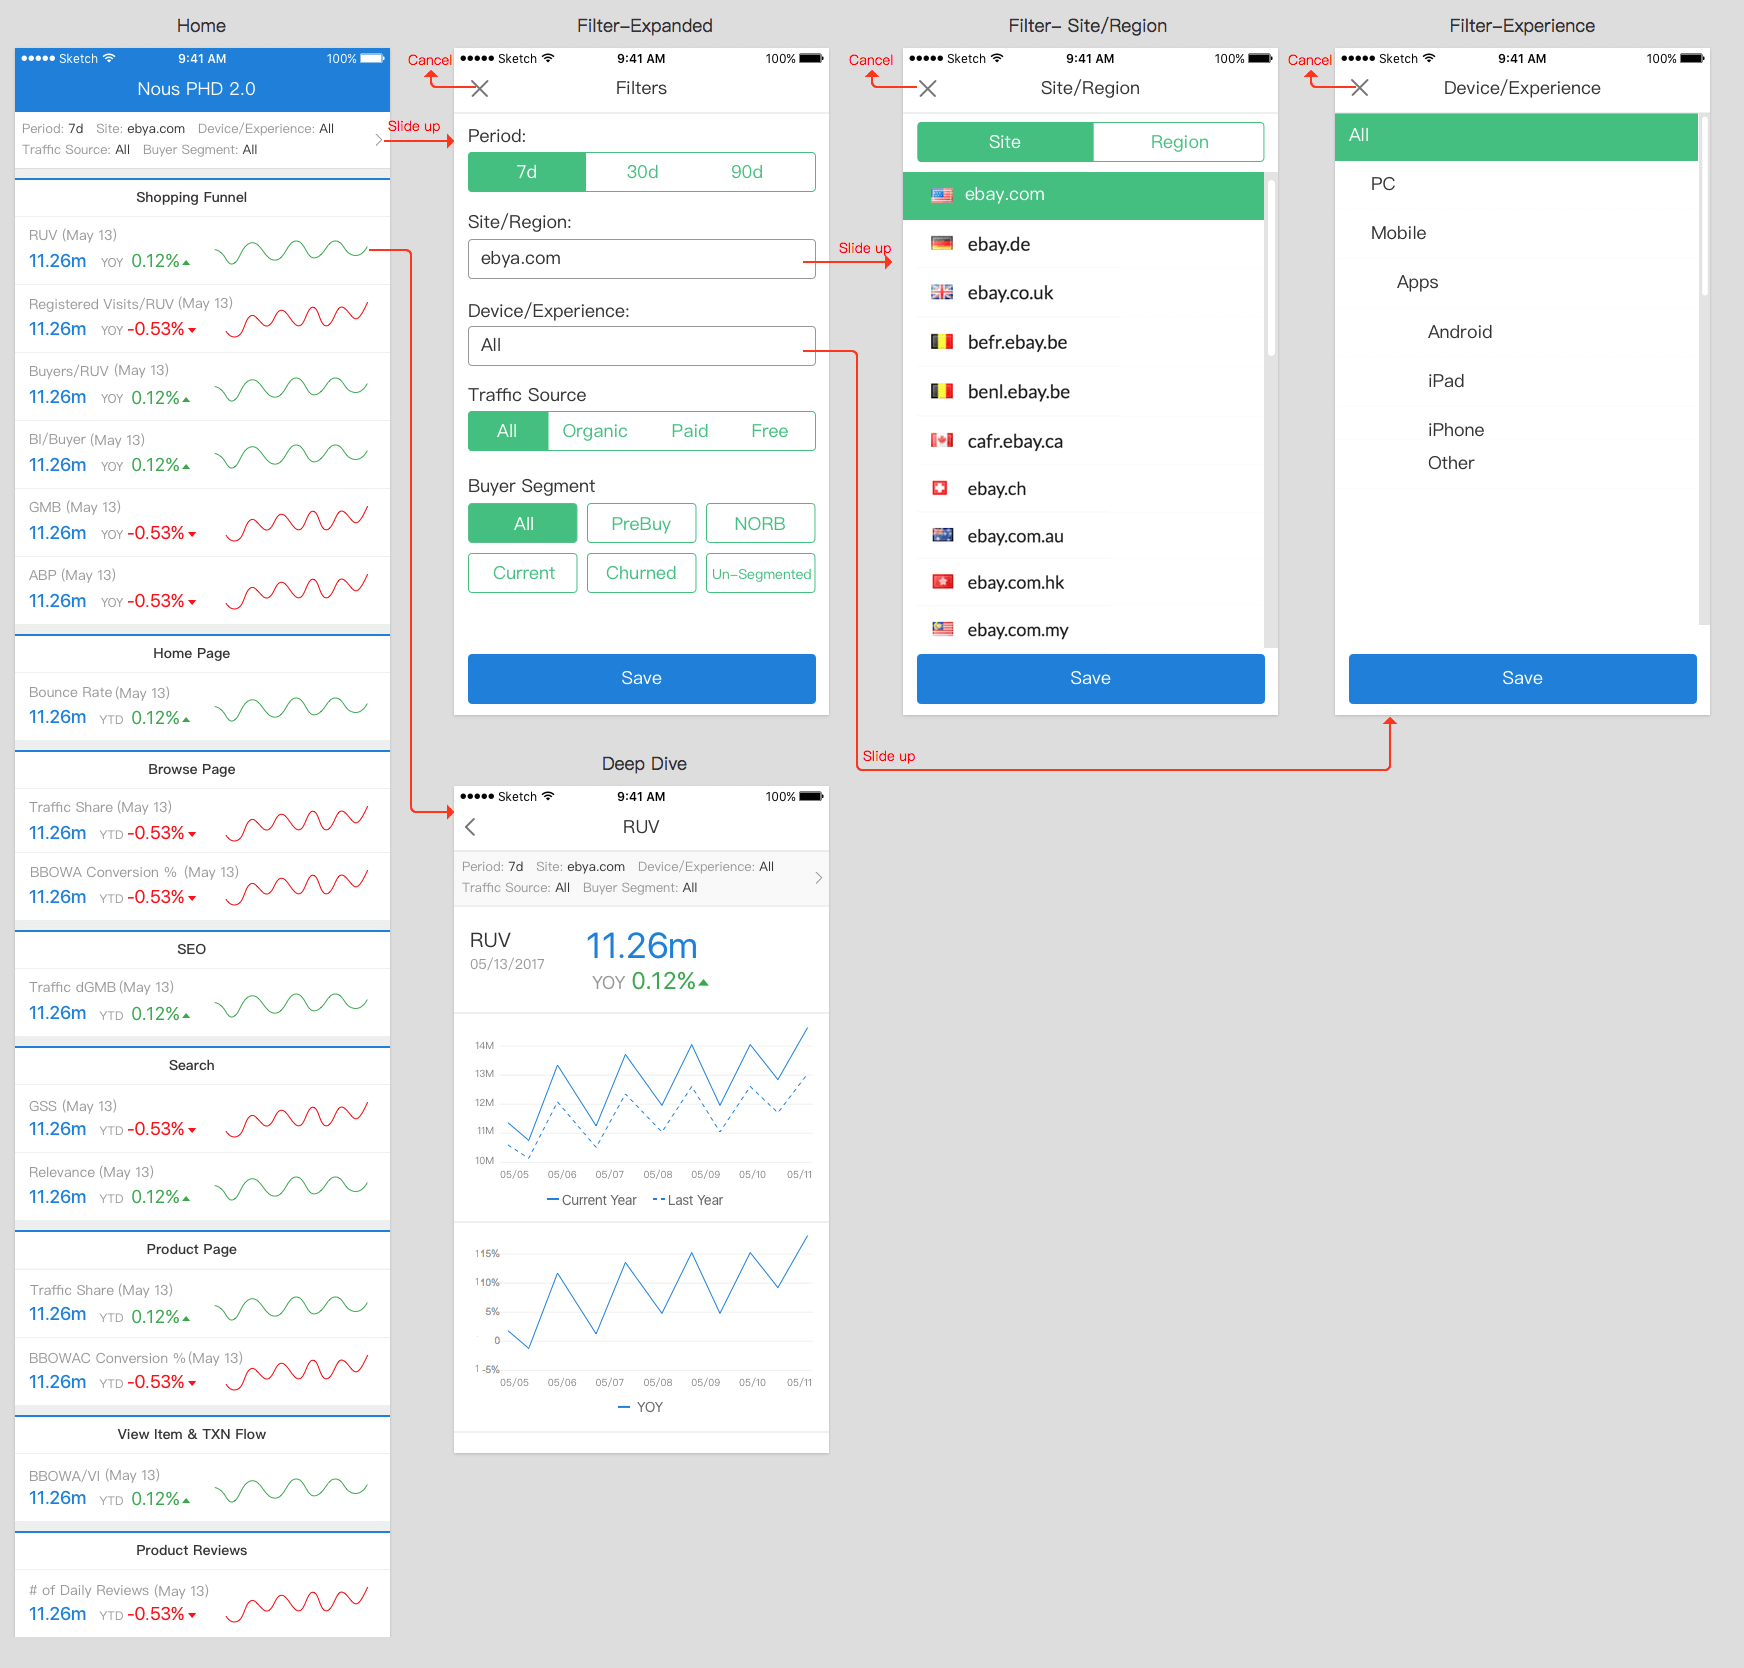 Home
Sketch 9:41 AM 100%
Nous PHD 2.0
Period: 7d Site: ebya.com Device/Experience: All
Traffic Source: All Buyer Segment: All
Shopping Funnel
RUV (May 13)
11.26m YOY 0.12%
Registered Visits/RUV (May 13)
11.26m YOY -0.53%
Buyers/RUV (May 13)
11.26m YOY 0.12%
BI/Buyer (May 13)
11.26m YOY 0.12%
GMB (May 13)
11.26m YOY -0.53%
ABP (May 13)
11.26m YOY -0.53%
Home Page
Bounce Rate (May 13)
11.26m YTD 0.12%
Browse Page
Traffic Share (May 13)
11.26m YTD -0.53%
BBOWA Conversion % (May 13)
11.26m YTD -0.53%
SEO
Traffic dGMB (May 13)
11.26m YTD 0.12%
Search
GSS (May 13)
11.26m YTD -0.53%
Relevance (May 13)
11.26m YTD 0.12%
Product Page
Traffic Share (May 13)
11.26m YTD 0.12%
BBOWAC Conversion % (May 13)
11.26m YTD -0.53%
View Item & TXN Flow
BBOWA/VI (May 13)
11.26m YTD 0.12%
Product Reviews
# of Daily Reviews (May 13)
11.26m YTD -0.53%
Slide up
Filter-Expanded
Cancel
Sketch 9:41 AM 100%
Filters
Period:
7d 30d 90d
Site/Region:
ebya.com
Device/Experience:
All
Traffic Source
All Organic Paid Free
Buyer Segment
All PreBuy NORB
Current Churned Un-Segmented
Save
Slide up
Slide up
Filter- Site/Region
Cancel
Sketch 9:41 AM 100%
Site/Region
Site Region
ebay.com
ebay.de
ebay.co.uk
befr.ebay.be
benl.ebay.be
cafr.ebay.ca
ebay.ch
ebay.com.au
ebay.com.hk
ebay.com.my
Save
Filter-Experience
Cancel
Sketch 9:41 AM 100%
Device/Experience
All
PC
Mobile
Apps
Android
iPad
iPhone
Other
Save
Deep Dive
Sketch 9:41 AM 100%
RUV
Period: 7d Site: ebya.com Device/Experience: All
Traffic Source: All Buyer Segment: All
RUV 11.26m
05/13/2017
YOY 0.12%
14M
13M
12M
11M
10M
05/05 05/06 05/07 05/08 05/09 05/10 05/11
Current Year Last Year
115%
110%
5%
0
1 -5%
05/05 05/06 05/07 05/08 05/09 05/10 05/11
YOY